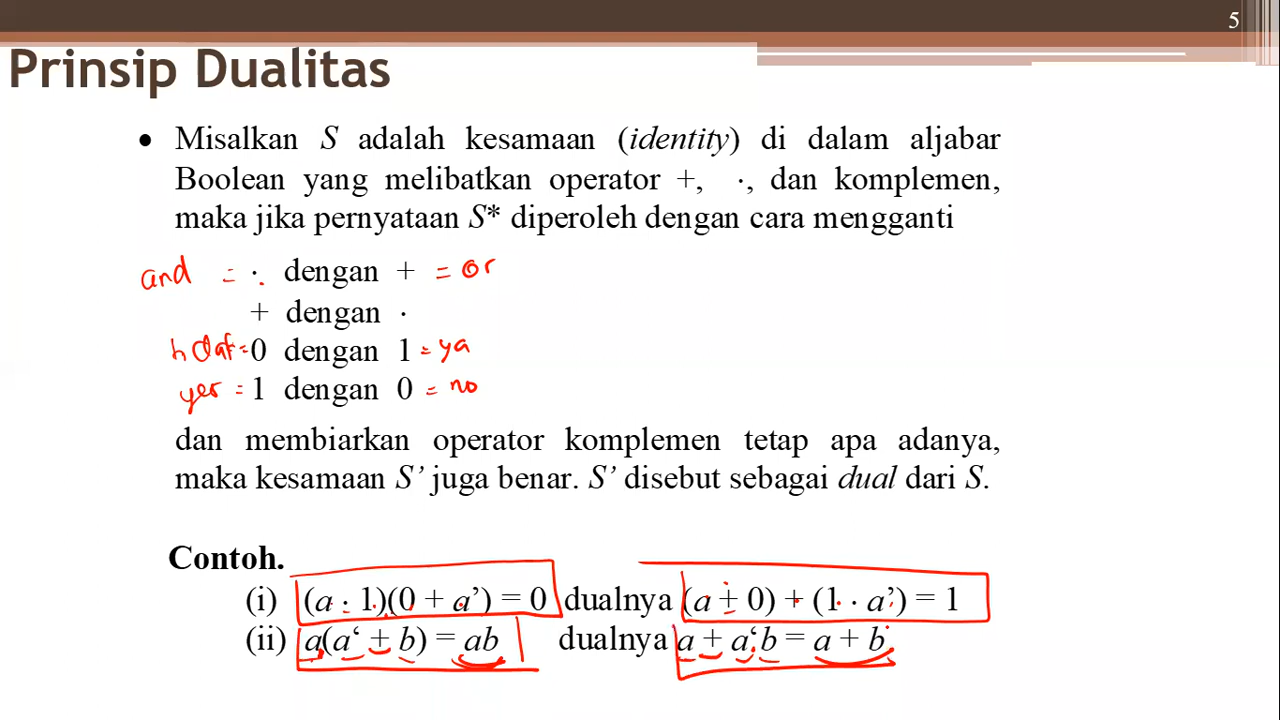 5
Prinsip Dualitas
• Misalkan S adalah kesamaan (identity) di dalam aljabar
Boolean yang melibatkan operator +, ·, dan komplemen,
maka jika pernyataan S* diperoleh dengan cara mengganti
and = · dengan + = or
+ dengan ·
= 0 dengan 1 = ya
yes = 1 dengan 0 = no
dan membiarkan operator komplemen tetap apa adanya,
maka kesamaan S’ juga benar. S’ disebut sebagai dual dari S.
Contoh.
(i) (a · 1)(0 + a’) = 0 dualnya (a + 0) + (1 · a’) = 1
(ii) a(a‘ + b) = ab dualnya a + a‘b = a + b